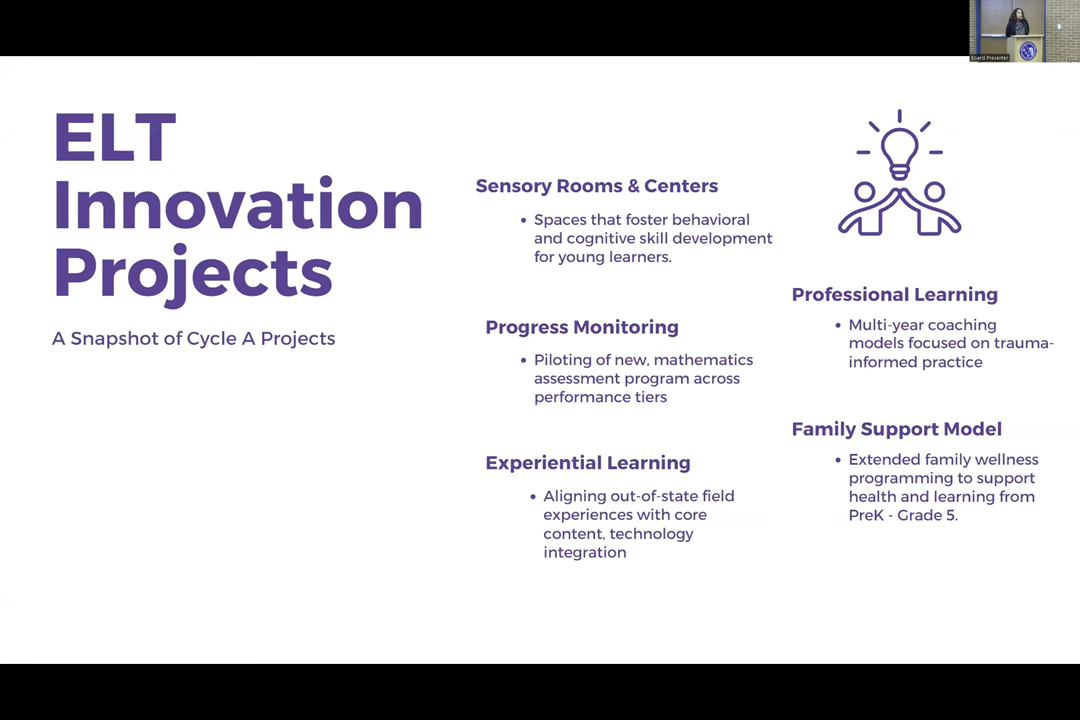 ELT
Innovation
Projects
A Snapshot of Cycle A Projects
Sensory Rooms & Centers
• Spaces that foster behavioral
and cognitive skill development
for young learners.
Progress Monitoring
• Piloting of new, mathematics
assessment program across
performance tiers
Experiential Learning
• Aligning out-of-state field
experiences with core
content, technology
integration
Professional Learning
• Multi-year coaching
models focused on trauma-
informed practice
Family Support Model
• Extended family wellness
programming to support
health and learning from
PreK - Grade 5.
Board Presenter